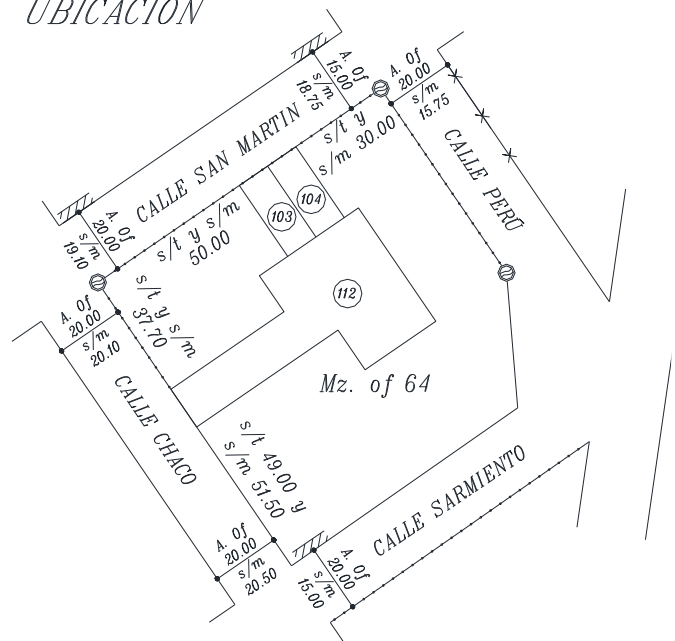 UBICACION
A. Of
15.00
s/m
18.75
A. Of
20.00
s/m
15.75
CALLE SAN MARTIN
s/t y
s/m 30.00
CALLE PERÚ
103
104
A. Of
20.00
s/m
19.10
s/t y s/m
50.00
A. Of
20.00
s/m
20.10
s/t y s/m
37.70
112
Mz. of 64
CALLE CHACO
s/t 49.00 y
s/m 51.50
CALLE SARMIENTO
A. Of
20.00
s/m
20.50
A. Of
20.00
s/m
15.00